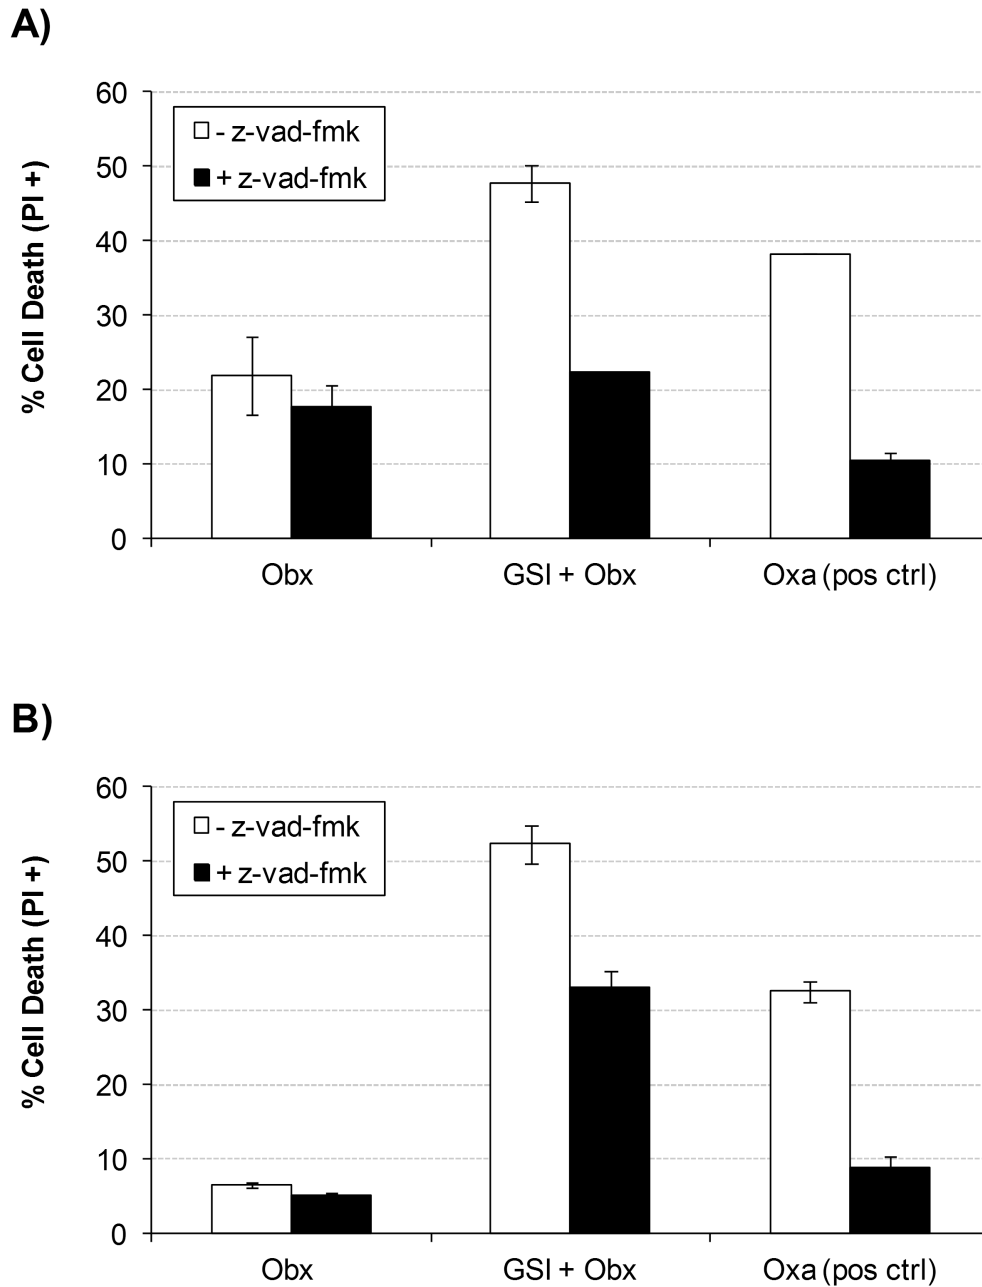 A)
60
50
40
30
20
10
0
% Cell Death (PI +)
- z-vad-fmk
+ z-vad-fmk
Obx
GSI + Obx
Oxa (pos ctrl)
B)
60
50
40
30
20
10
0
% Cell Death (PI +)
- z-vad-fmk
+ z-vad-fmk
Obx
GSI + Obx
Oxa (pos ctrl)